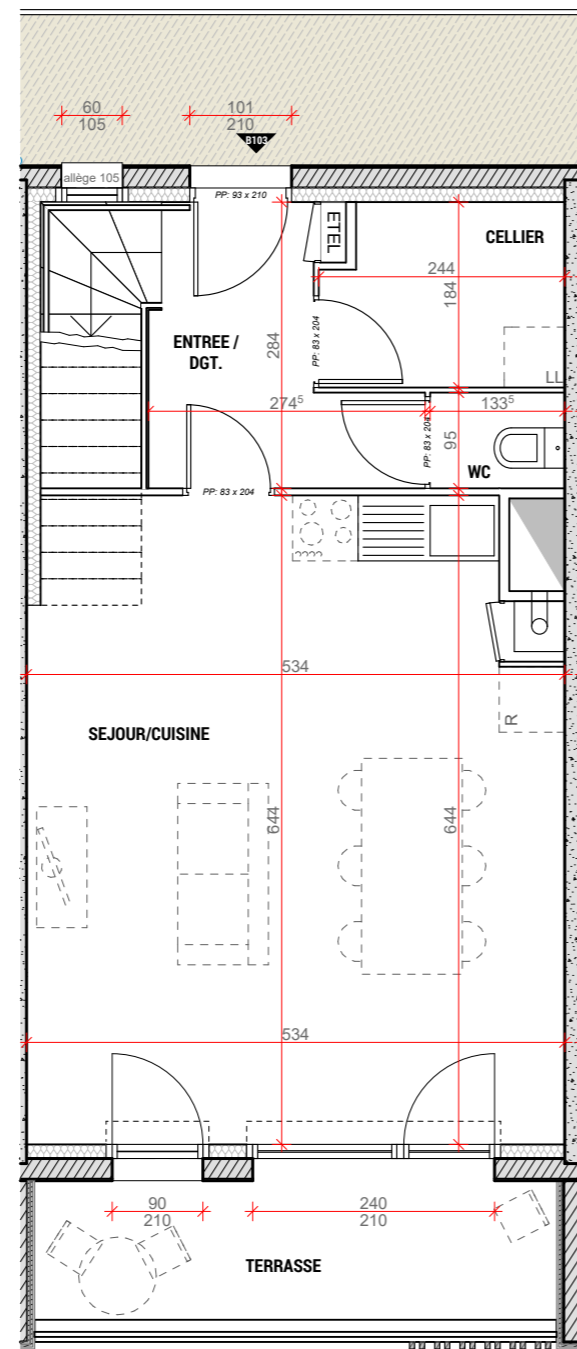 60
105
101
210
B103
allège 105
PP: 93 x 210
ETEL
CELLIER
244
184
ENTREE /
DGT.
284
PP: 83 x 204
LL
274⁵
133⁵
PP: 83 x 204
95
WC
PP: 83 x 204
534
R
SEJOUR/CUISINE
644
644
534
90
210
240
210
TERRASSE